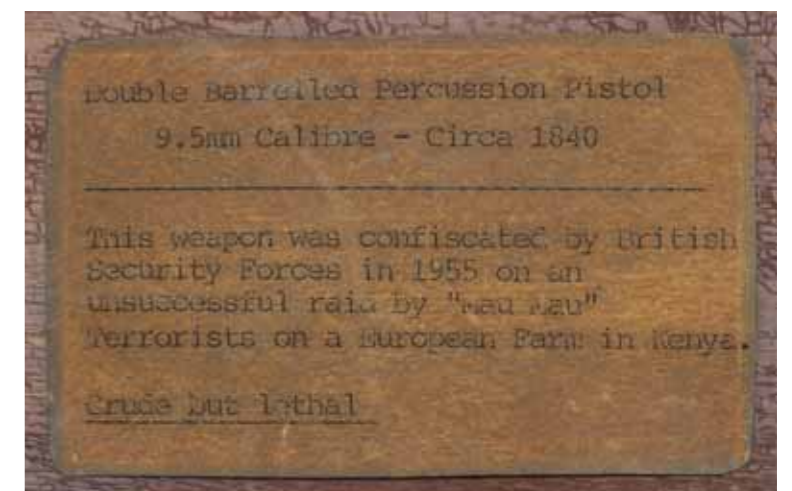 Double Barrelled Percussion Pistol
9.5mm Calibre - Circa 1840
This weapon was confiscated by British
Security Forces in 1955 on an
unsuccessful raid by "Mau Mau"
Terrorists on a European Farm in Kenya.
Crude but lethal